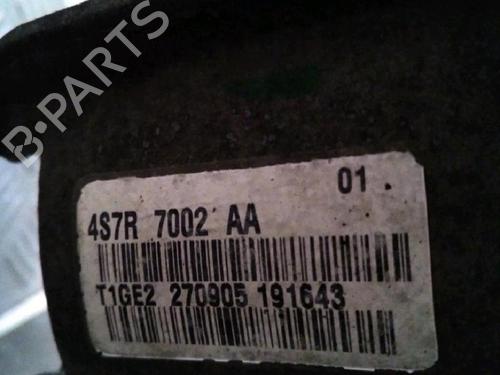 B-PARTS
01 .
4S7R 7002 AA
T1GE2 270905 191643